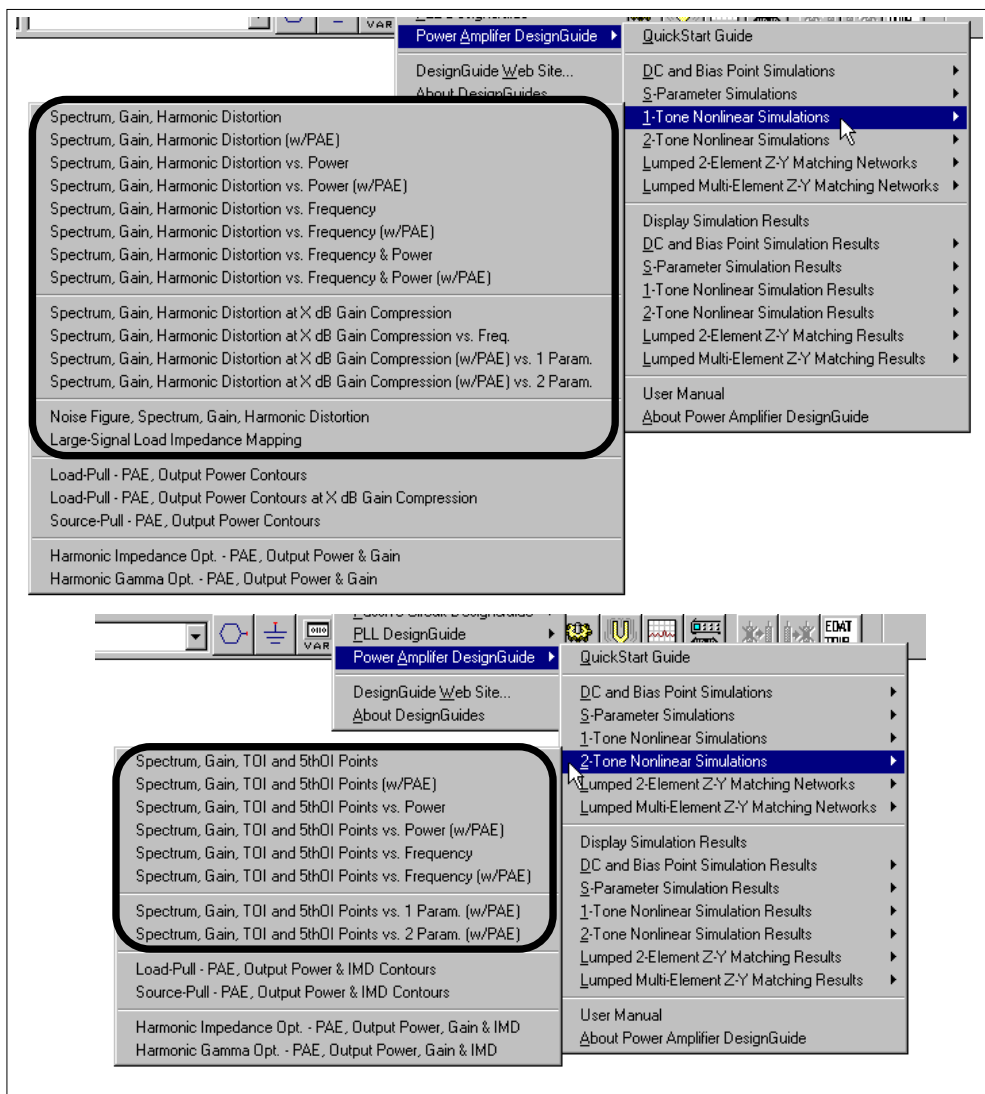 VAR
Power Amplifer DesignGuide
DesignGuide Web Site...
About DesignGuides
QuickStart Guide
DC and Bias Point Simulations
S-Parameter Simulations
1-Tone Nonlinear Simulations
2-Tone Nonlinear Simulations
Lumped 2-Element Z-Y Matching Networks
Lumped Multi-Element Z-Y Matching Networks
Display Simulation Results
DC and Bias Point Simulation Results
S-Parameter Simulation Results
1-Tone Nonlinear Simulation Results
2-Tone Nonlinear Simulation Results
Lumped 2-Element Z-Y Matching Results
Lumped Multi-Element Z-Y Matching Results
User Manual
About Power Amplifier DesignGuide
Spectrum, Gain, Harmonic Distortion
Spectrum, Gain, Harmonic Distortion (w/PAE)
Spectrum, Gain, Harmonic Distortion vs. Power
Spectrum, Gain, Harmonic Distortion vs. Power (w/PAE)
Spectrum, Gain, Harmonic Distortion vs. Frequency
Spectrum, Gain, Harmonic Distortion vs. Frequency (w/PAE)
Spectrum, Gain, Harmonic Distortion vs. Frequency & Power
Spectrum, Gain, Harmonic Distortion vs. Frequency & Power (w/PAE)
Spectrum, Gain, Harmonic Distortion at X dB Gain Compression
Spectrum, Gain, Harmonic Distortion at X dB Gain Compression vs. Freq.
Spectrum, Gain, Harmonic Distortion at X dB Gain Compression (w/PAE) vs. 1 Param.
Spectrum, Gain, Harmonic Distortion at X dB Gain Compression (w/PAE) vs. 2 Param.
Noise Figure, Spectrum, Gain, Harmonic Distortion
Large-Signal Load Impedance Mapping
Load-Pull - PAE, Output Power Contours
Load-Pull - PAE, Output Power Contours at X dB Gain Compression
Source-Pull - PAE, Output Power Contours
Harmonic Impedance Opt. - PAE, Output Power & Gain
Harmonic Gamma Opt. - PAE, Output Power & Gain
VAR
PLL DesignGuide
EDAT
Power Amplifer DesignGuide
DesignGuide Web Site...
About DesignGuides
QuickStart Guide
DC and Bias Point Simulations
S-Parameter Simulations
1-Tone Nonlinear Simulations
2-Tone Nonlinear Simulations
Lumped 2-Element Z-Y Matching Networks
Lumped Multi-Element Z-Y Matching Networks
Display Simulation Results
DC and Bias Point Simulation Results
S-Parameter Simulation Results
1-Tone Nonlinear Simulation Results
2-Tone Nonlinear Simulation Results
Lumped 2-Element Z-Y Matching Results
Lumped Multi-Element Z-Y Matching Results
User Manual
About Power Amplifier DesignGuide
Spectrum, Gain, TOI and 5thOI Points
Spectrum, Gain, TOI and 5thOI Points (w/PAE)
Spectrum, Gain, TOI and 5thOI Points vs. Power
Spectrum, Gain, TOI and 5thOI Points vs. Power (w/PAE)
Spectrum, Gain, TOI and 5thOI Points vs. Frequency
Spectrum, Gain, TOI and 5thOI Points vs. Frequency (w/PAE)
Spectrum, Gain, TOI and 5thOI Points vs. 1 Param. (w/PAE)
Spectrum, Gain, TOI and 5thOI Points vs. 2 Param. (w/PAE)
Load-Pull - PAE, Output Power & IMD Contours
Source-Pull - PAE, Output Power & IMD Contours
Harmonic Impedance Opt. - PAE, Output Power, Gain & IMD
Harmonic Gamma Opt. - PAE, Output Power, Gain & IMD